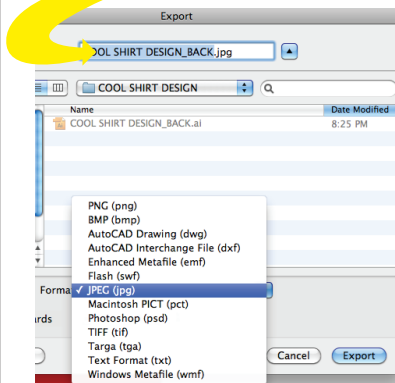 Export
COOL SHIRT DESIGN_BACK.jpg
COOL SHIRT DESIGN
Name Date Modified
COOL SHIRT DESIGN_BACK.ai 8:25 PM
PNG (png)
BMP (bmp)
AutoCAD Drawing (dwg)
AutoCAD Interchange File (dxf)
Enhanced Metafile (emf)
Flash (swf)
Forma ✓ JPEG (jpg)
Macintosh PICT (pct)
rds Photoshop (psd)
TIFF (tif)
Targa (tga)
Text Format (txt) Cancel Export
Windows Metafile (wmf)